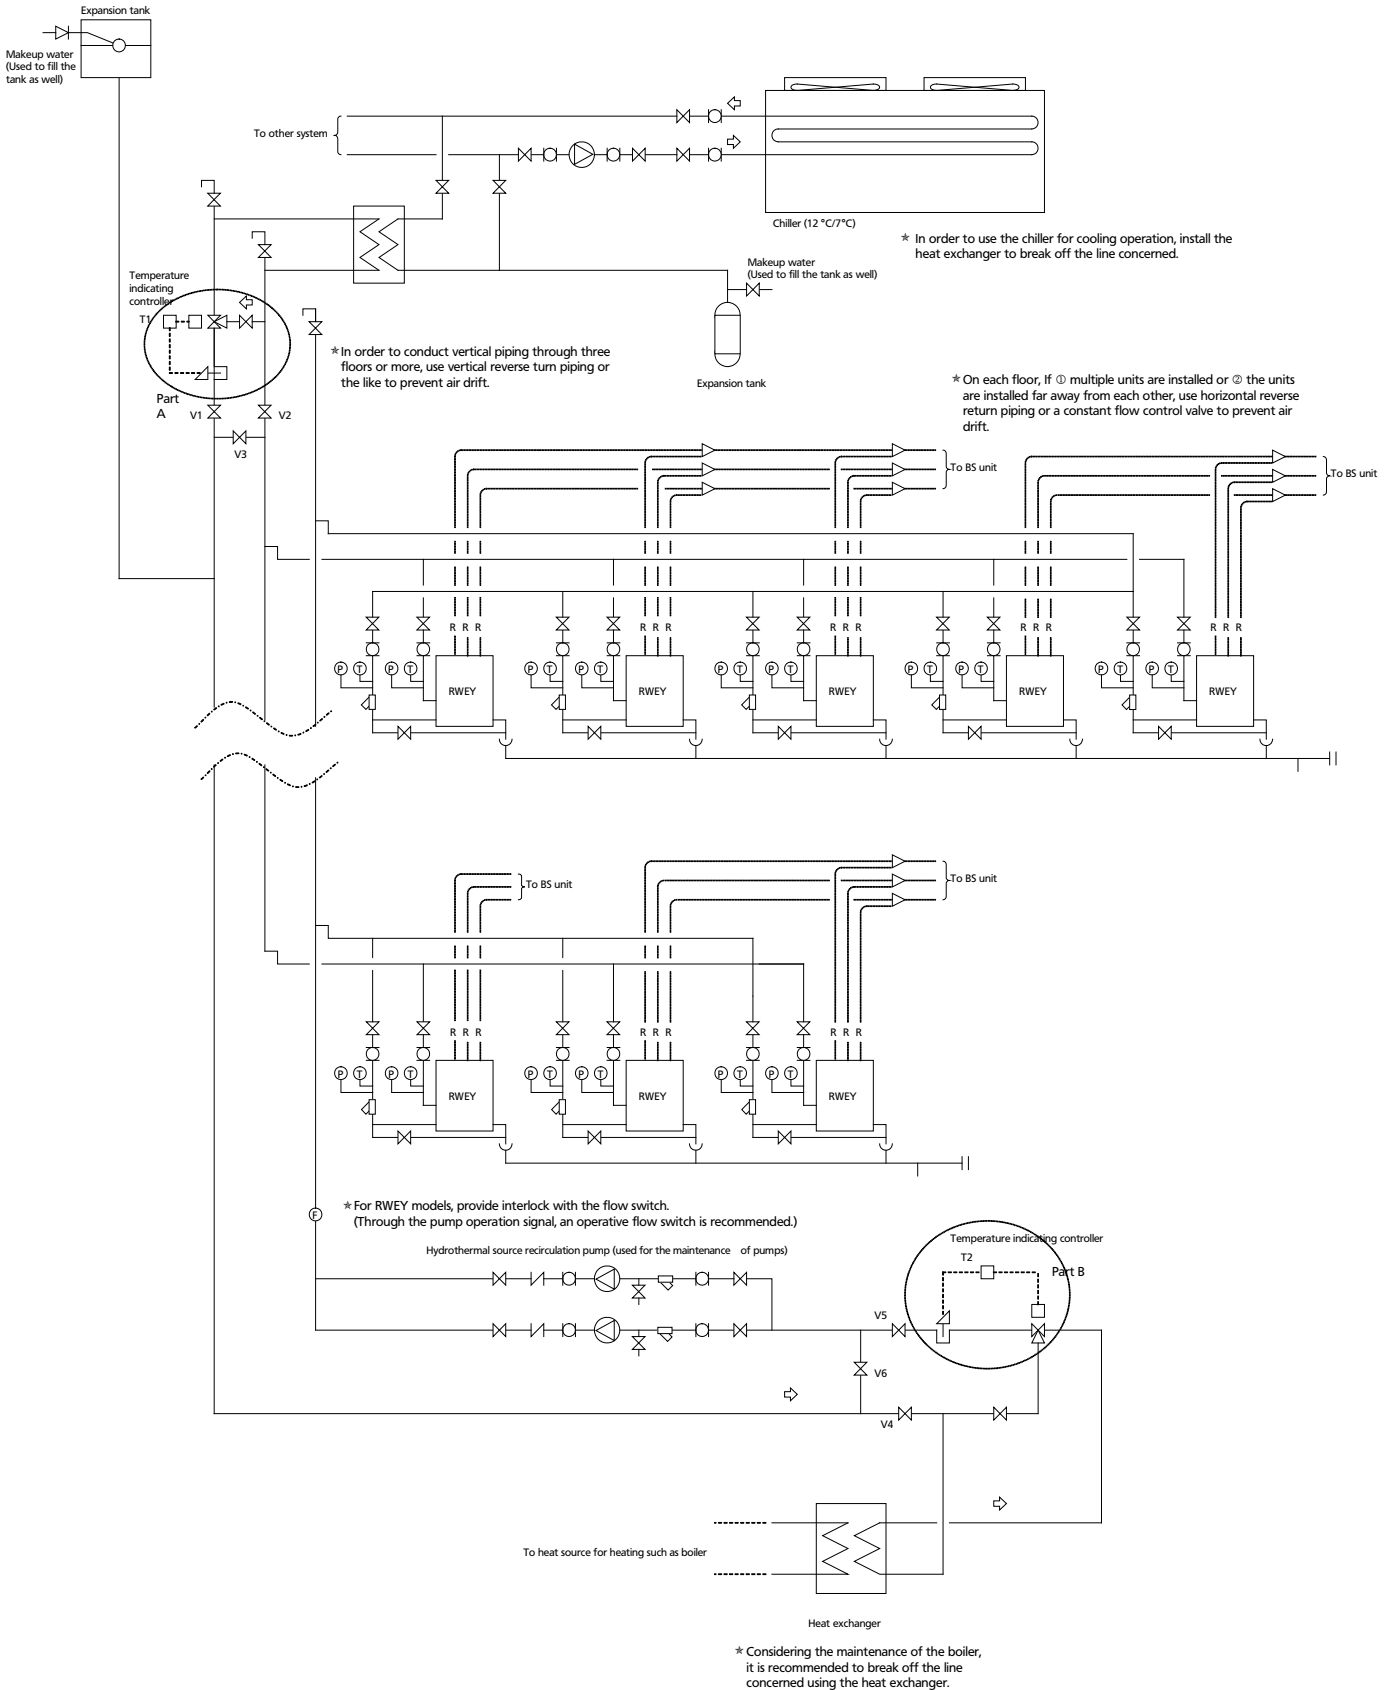 Expansion tank
Makeup water
(Used to fill the
tank as well)
To other system
Chiller (12 °C/7°C)
✭ In order to use the chiller for cooling operation, install the
heat exchanger to break off the line concerned.
Makeup water
(Used to fill the tank as well)
Expansion tank
Temperature
indicating
controller
T1
Part
A
V1
V2
V3
✭In order to conduct vertical piping through three
floors or more, use vertical reverse turn piping or
the like to prevent air drift.
✭On each floor, If ① multiple units are installed or ② the units
are installed far away from each other, use horizontal reverse
return piping or a constant flow control valve to prevent air
drift.
To BS unit
To BS unit
R R R
R R R
R R R
R R R
R R R
P T P T
P T P T
P T P T
P T P T
P T P T
RWEY
RWEY
RWEY
RWEY
RWEY
To BS unit
To BS unit
R R R
R R R
R R R
P T P T
P T P T
P T P T
RWEY
RWEY
RWEY
✭For RWEY models, provide interlock with the flow switch.
(Through the pump operation signal, an operative flow switch is recommended.)
F
Hydrothermal source recirculation pump (used for the maintenance of pumps)
Temperature indicating controller
T2
Part B
V5
V6
V4
To heat source for heating such as boiler
Heat exchanger
✭Considering the maintenance of the boiler,
it is recommended to break off the line
concerned using the heat exchanger.